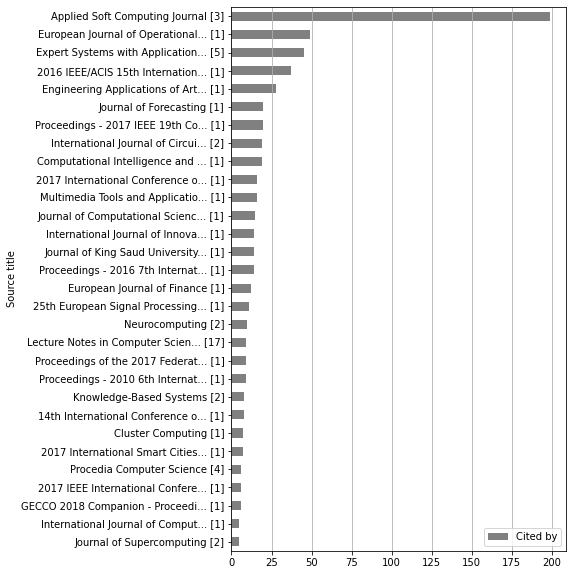 Source title
Applied Soft Computing Journal [3]
European Journal of Operational... [1]
Expert Systems with Application... [5]
2016 IEEE/ACIS 15th Internation... [1]
Engineering Applications of Art... [1]
Journal of Forecasting [1]
Proceedings - 2017 IEEE 19th Co... [1]
International Journal of Circui... [2]
Computational Intelligence and ... [1]
2017 International Conference o... [1]
Multimedia Tools and Applicatio... [1]
Journal of Computational Scienc... [1]
International Journal of Innova... [1]
Journal of King Saud University... [1]
Proceedings - 2016 7th Internat... [1]
European Journal of Finance [1]
25th European Signal Processing... [1]
Neurocomputing [2]
Lecture Notes in Computer Scien... [17]
Proceedings of the 2017 Federat... [1]
Proceedings - 2010 6th Internat... [1]
Knowledge-Based Systems [2]
14th International Conference o... [1]
Cluster Computing [1]
2017 International Smart Cities... [1]
Procedia Computer Science [4]
2017 IEEE International Confere... [1]
GECCO 2018 Companion - Proceedi... [1]
International Journal of Comput... [1]
Journal of Supercomputing [2]
Cited by
0 25 50 75 100 125 150 175 200